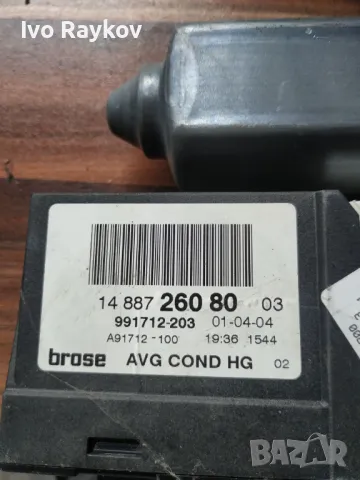 Ivo Raykov
14 887 260 80 03
991712-203 01-04-04
A91712 -100 19:36 1544
brose AVG COND HG 02
BAZAR